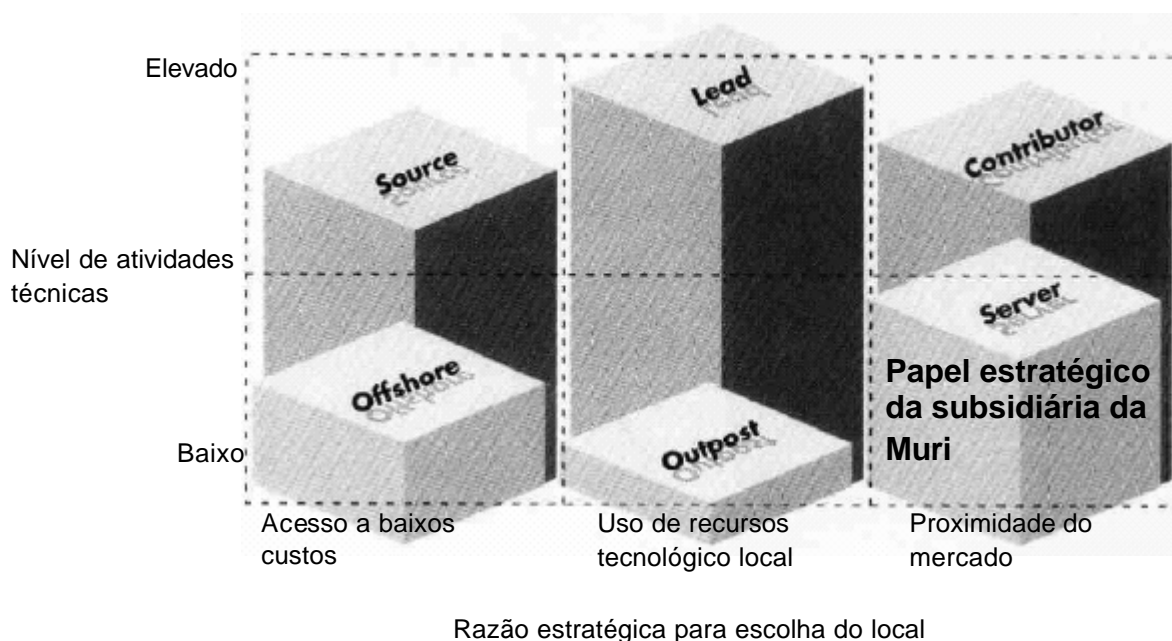 Elevado
Lead
Contributor
Source
Nível de atividades
técnicas
Server
Offshore
Papel estratégico
da subsidiária da
Muri
Outpost
Baixo
Acesso a baixos
custos
Uso de recursos
tecnológico local
Proximidade do
mercado
Razão estratégica para escolha do local